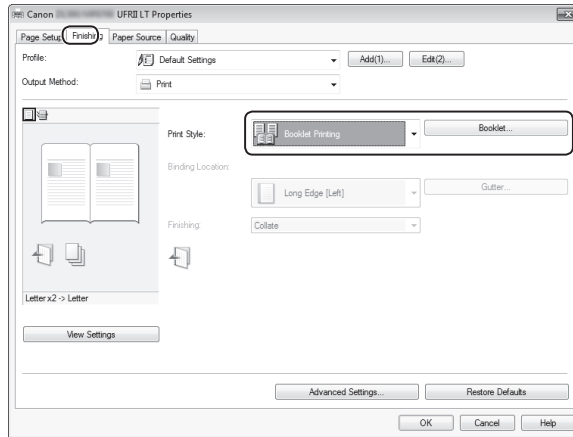 Canon UFRII LT Properties
Page Setup Finishing Paper Source Quality
Profile: Default Settings Add(1)... Edit(2)...
Output Method: Print
Print Style: Booklet Printing Booklet...
Binding Location:
Long Edge [Left] Gutter...
Finishing: Collate
Letter x2 -> Letter
View Settings
Advanced Settings... Restore Defaults
OK Cancel Help